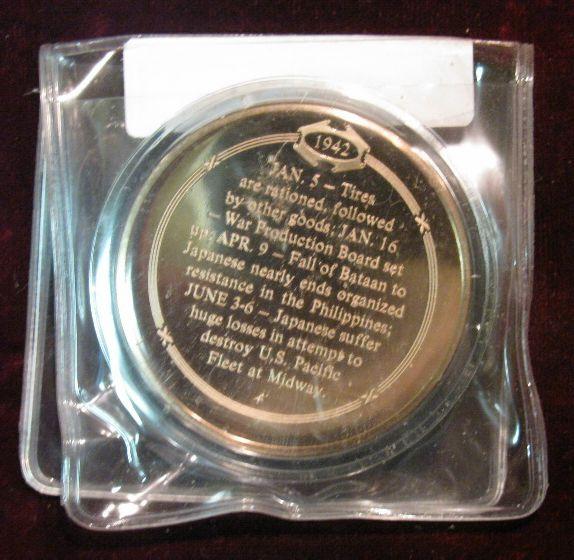 1942
JAN. 5 – Tires
are rationed, followed
by other goods; JAN. 16
– War Production Board set
up; APR. 9 – Fall of Bataan to
Japanese nearly ends organized
resistance in the Philippines;
JUNE 3-6 – Japanese suffer
huge losses in attempt to
destroy U.S. Pacific
Fleet at Midway.